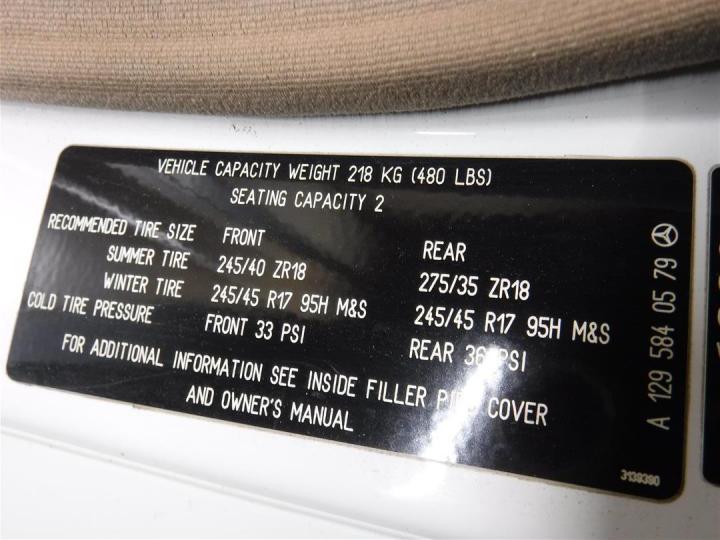 VEHICLE CAPACITY WEIGHT 218 KG (480 LBS)
SEATING CAPACITY 2
RECOMMENDED TIRE SIZE FRONT REAR
SUMMER TIRE 245/40 ZR18 275/35 ZR18
WINTER TIRE 245/45 R17 95H M&S 245/45 R17 95H M&S
COLD TIRE PRESSURE FRONT 33 PSI REAR 36 PSI
FOR ADDITIONAL INFORMATION SEE INSIDE FILLER PIPE COVER
AND OWNER'S MANUAL
A 129 584 05 79
3139390